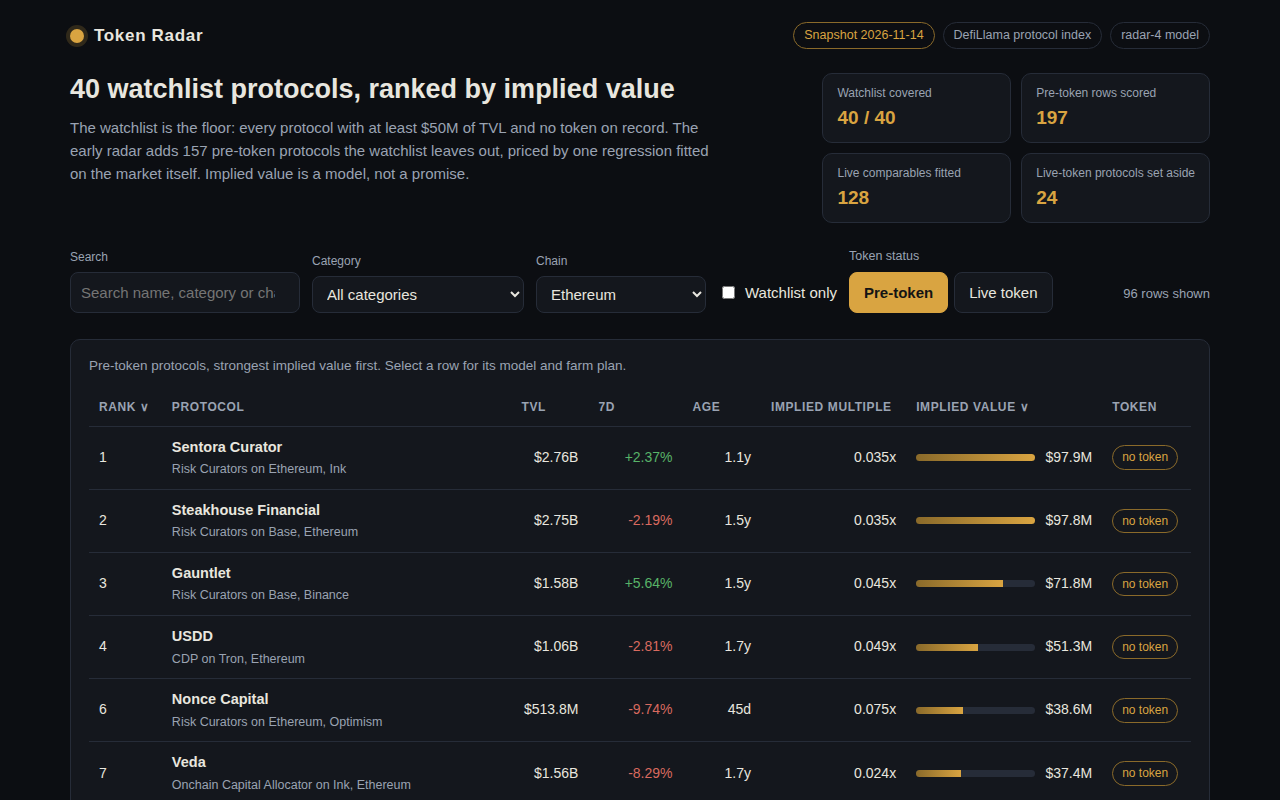 Token Radar
Snapshot 2026-11-14
DefiLlama protocol index
radar-4 model
40 watchlist protocols, ranked by implied value
The watchlist is the floor: every protocol with at least $50M of TVL and no token on record. The
early radar adds 157 pre-token protocols the watchlist leaves out, priced by one regression fitted
on the market itself. Implied value is a model, not a promise.
Watchlist covered
40 / 40
Pre-token rows scored
197
Live comparables fitted
128
Live-token protocols set aside
24
Search
Search name, category or cha
Category
All categories
Chain
Ethereum
Watchlist only
Token status
Pre-token
Live token
96 rows shown
Pre-token protocols, strongest implied value first. Select a row for its model and farm plan.
RANK ∨ PROTOCOL TVL 7D AGE IMPLIED MULTIPLE IMPLIED VALUE ∨ TOKEN
1 Sentora Curator $2.76B +2.37% 1.1y 0.035x $97.9M no token
Risk Curators on Ethereum, Ink
2 Steakhouse Financial $2.75B -2.19% 1.5y 0.035x $97.8M no token
Risk Curators on Base, Ethereum
3 Gauntlet $1.58B +5.64% 1.5y 0.045x $71.8M no token
Risk Curators on Base, Binance
4 USDD $1.06B -2.81% 1.7y 0.049x $51.3M no token
CDP on Tron, Ethereum
6 Nonce Capital $513.8M -9.74% 45d 0.075x $38.6M no token
Risk Curators on Ethereum, Optimism
7 Veda $1.56B -8.29% 1.7y 0.024x $37.4M no token
Onchain Capital Allocator on Ink, Ethereum